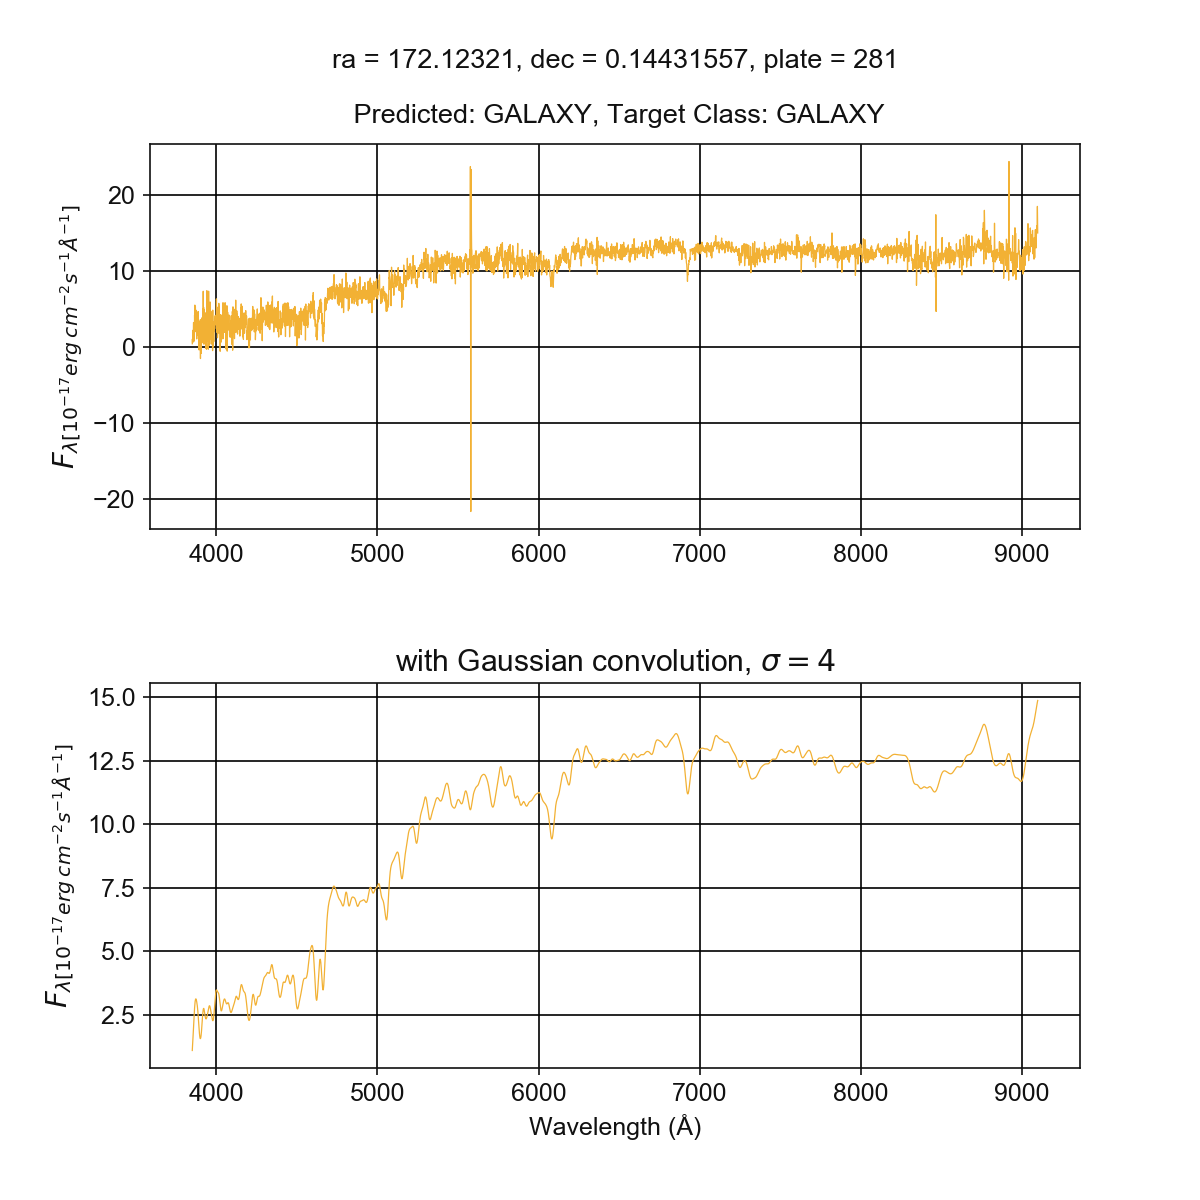 ra = 172.12321, dec = 0.14431557, plate = 281
Predicted: GALAXY, Target Class: GALAXY
20
10
0
−10
−20
F_λ[10⁻¹⁷erg cm⁻²s⁻¹Å⁻¹]
4000 5000 6000 7000 8000 9000
with Gaussian convolution, σ = 4
15.0
12.5
10.0
7.5
5.0
2.5
F_λ[10⁻¹⁷erg cm⁻²s⁻¹Å⁻¹]
4000 5000 6000 7000 8000 9000
Wavelength (Å)